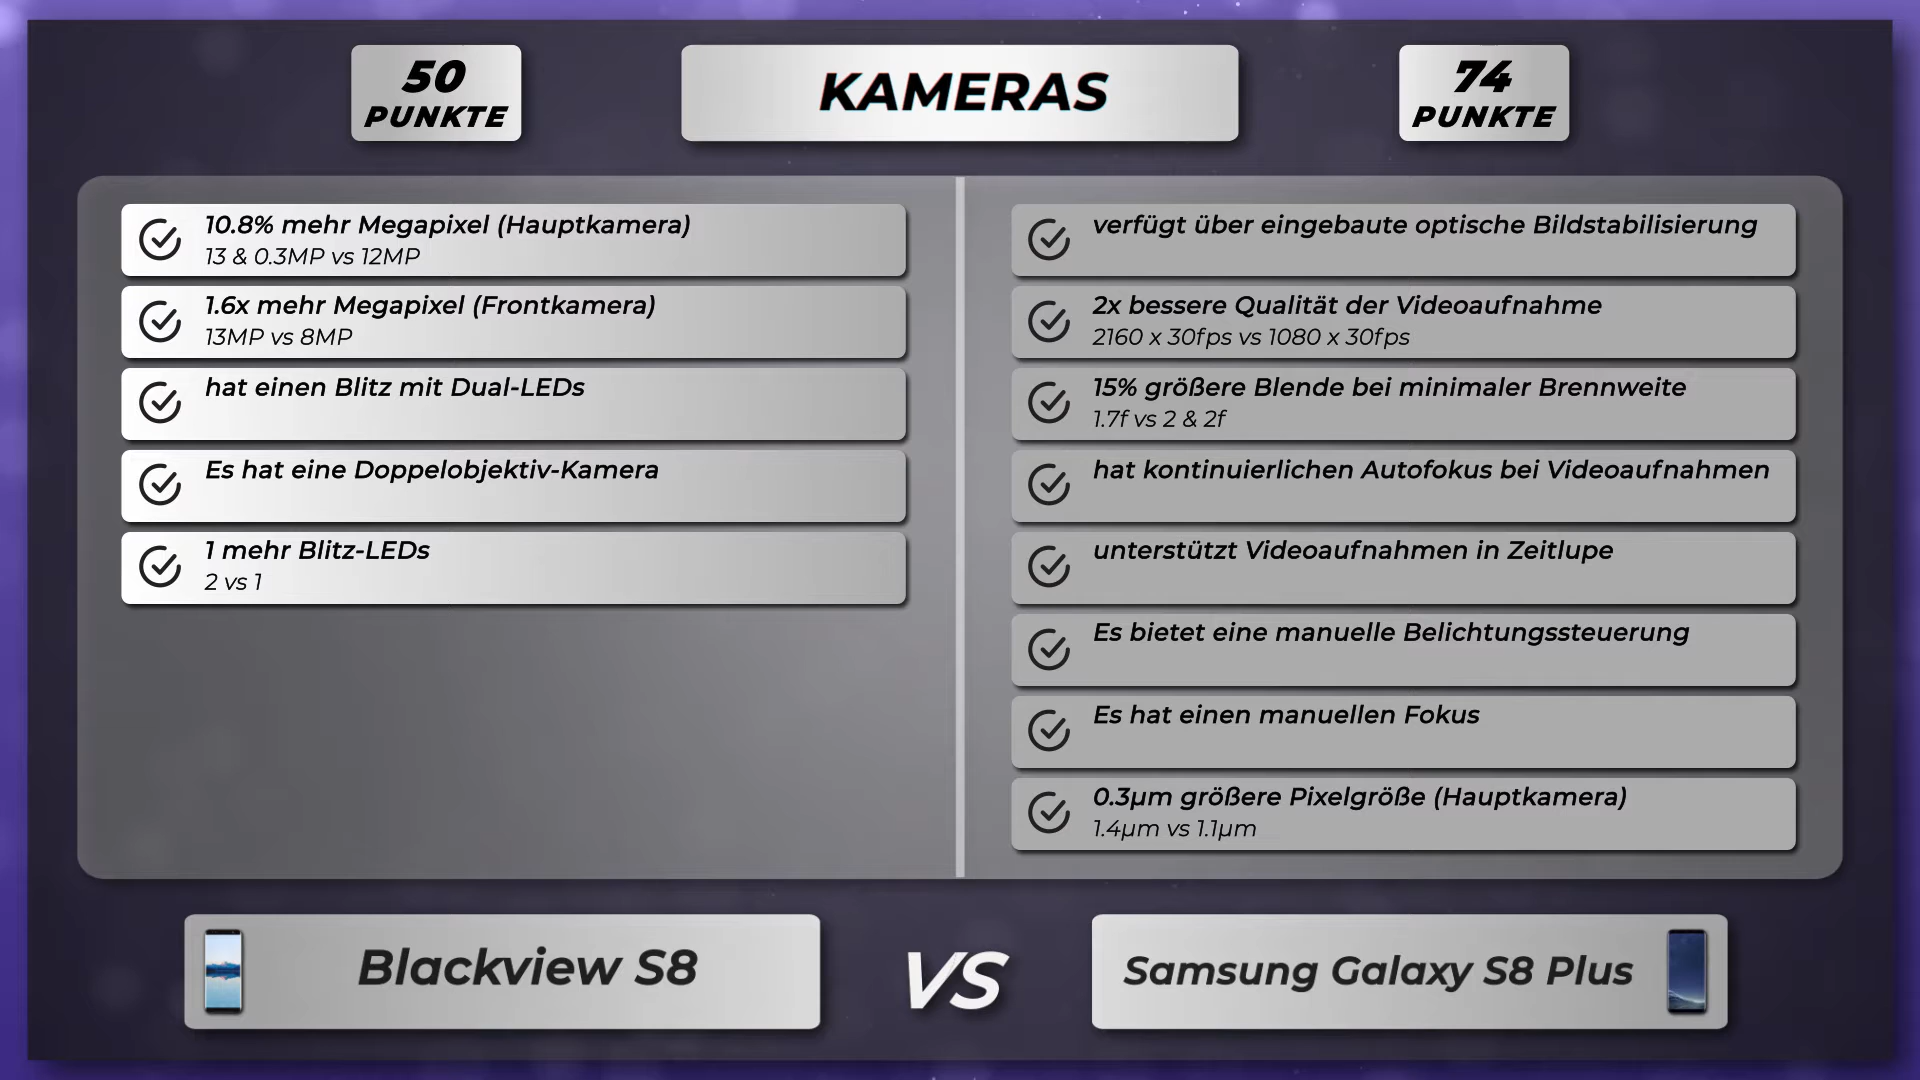 50
PUNKTE
KAMERAS
74
PUNKTE
10.8% mehr Megapixel (Hauptkamera)
13 & 0.3MP vs 12MP
1.6x mehr Megapixel (Frontkamera)
13MP vs 8MP
hat einen Blitz mit Dual-LEDs
Es hat eine Doppelobjektiv-Kamera
1 mehr Blitz-LEDs
2 vs 1
verfügt über eingebaute optische Bildstabilisierung
2x bessere Qualität der Videoaufnahme
2160 x 30fps vs 1080 x 30fps
15% größere Blende bei minimaler Brennweite
1.7f vs 2 & 2f
hat kontinuierlichen Autofokus bei Videoaufnahmen
unterstützt Videoaufnahmen in Zeitlupe
Es bietet eine manuelle Belichtungssteuerung
Es hat einen manuellen Fokus
0.3µm größere Pixelgröße (Hauptkamera)
1.4µm vs 1.1µm
Blackview S8
VS
Samsung Galaxy S8 Plus